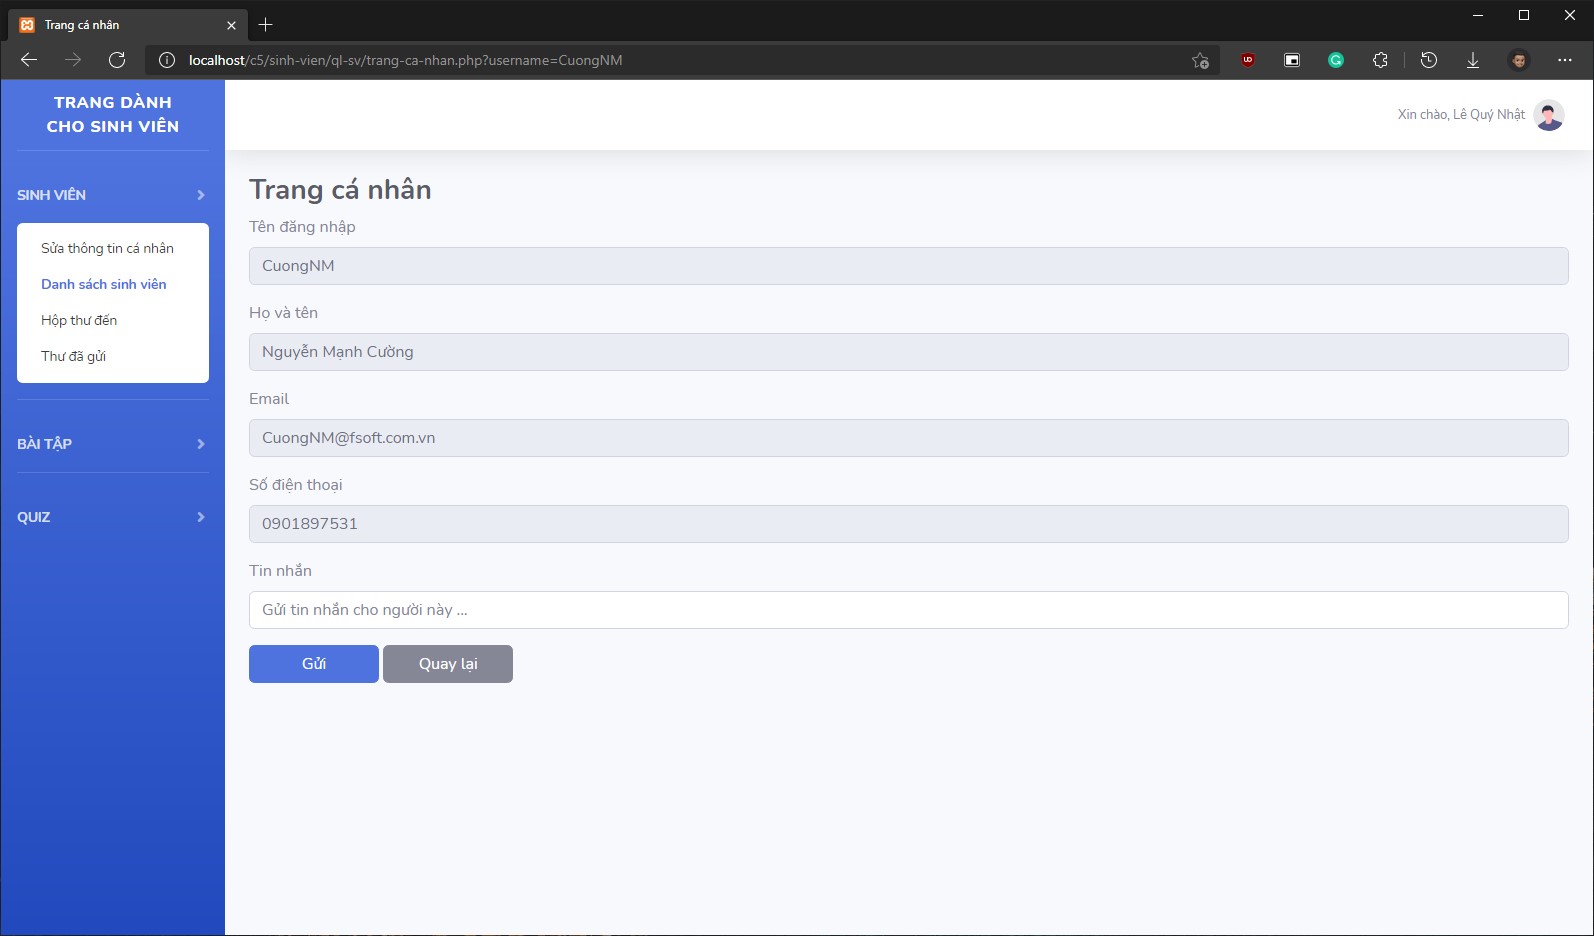 Trang cá nhân
localhost/c5/sinh-vien/ql-sv/trang-ca-nhan.php?username=CuongNM
TRANG DÀNH
CHO SINH VIÊN
Xin chào, Lê Quý Nhật
SINH VIÊN
Sửa thông tin cá nhân
Danh sách sinh viên
Hộp thư đến
Thư đã gửi
BÀI TẬP
QUIZ
Trang cá nhân
Tên đăng nhập
CuongNM
Họ và tên
Nguyễn Mạnh Cường
Email
CuongNM@fsoft.com.vn
Số điện thoại
0901897531
Tin nhắn
Gửi tin nhắn cho người này ...
Gửi
Quay lại